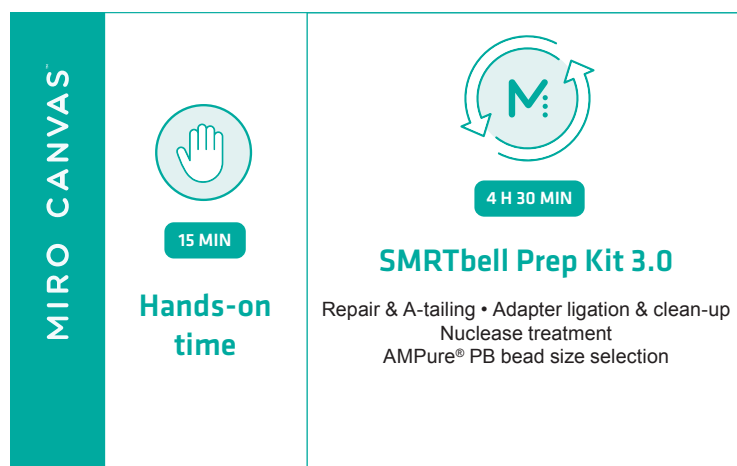 MIRO CANVAS™
15 MIN
Hands-on
time
M
4 H 30 MIN
SMRTbell Prep Kit 3.0
Repair & A-tailing • Adapter ligation & clean-up
Nuclease treatment
AMPure® PB bead size selection